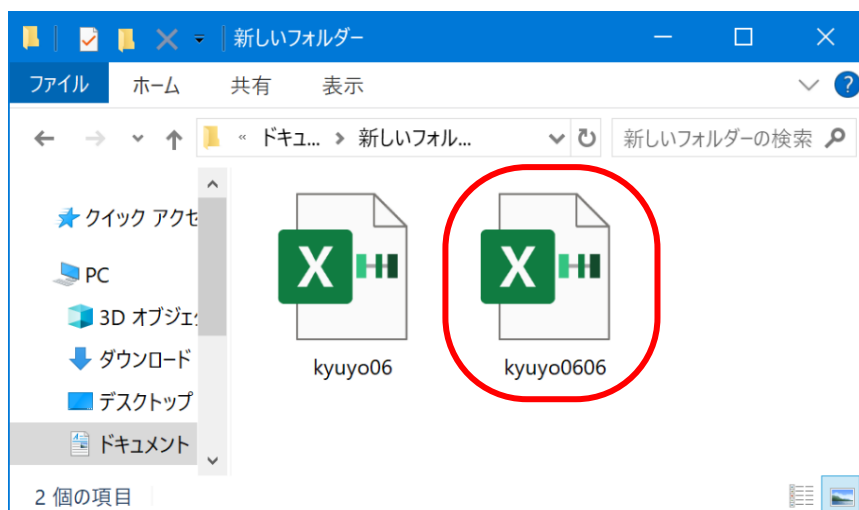 新しいフォルダー
ファイル ホーム 共有 表示
« ドキュ... 新しいフォル... 新しいフォルダーの検索
クイック アクセ
PC
3D オブジェク
ダウンロード
デスクトップ
ドキュメント
X
kyuyo06
X
kyuyo0606
2 個の項目